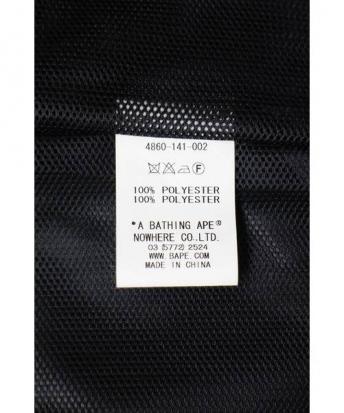 4860-141-002
F
100% POLYESTER
100% POLYESTER
"A BATHING APE®
NOWHERE CO., LTD.
03 (5772) 2524
WWW.BAPE.COM
MADE IN CHINA